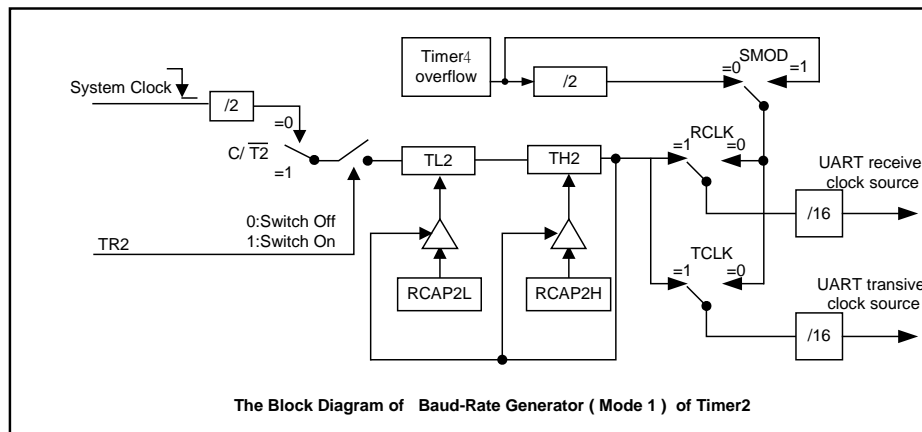 Timer4
overflow
SMOD
=0
=1
/2
System Clock
/2
=0
C/ T2
=1
TL2
TH2
RCLK
=1
=0
UART receive
clock source
/16
0:Switch Off
1:Switch On
TR2
TCLK
=1
=0
RCAP2L
RCAP2H
UART transive
clock source
/16
The Block Diagram of Baud-Rate Generator ( Mode 1 ) of Timer2